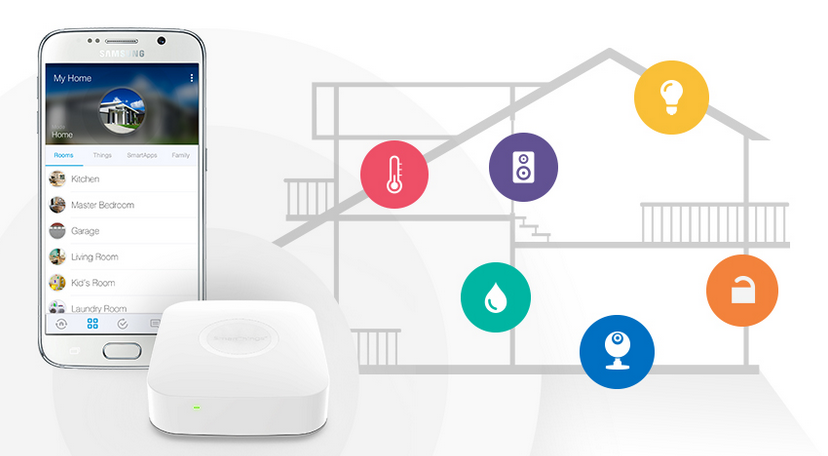 SAMSUNG
My Home
Home
Rooms Things SmartApps Family
Kitchen
Master Bedroom
Garage
Living Room
Kid's Room
Laundry Room